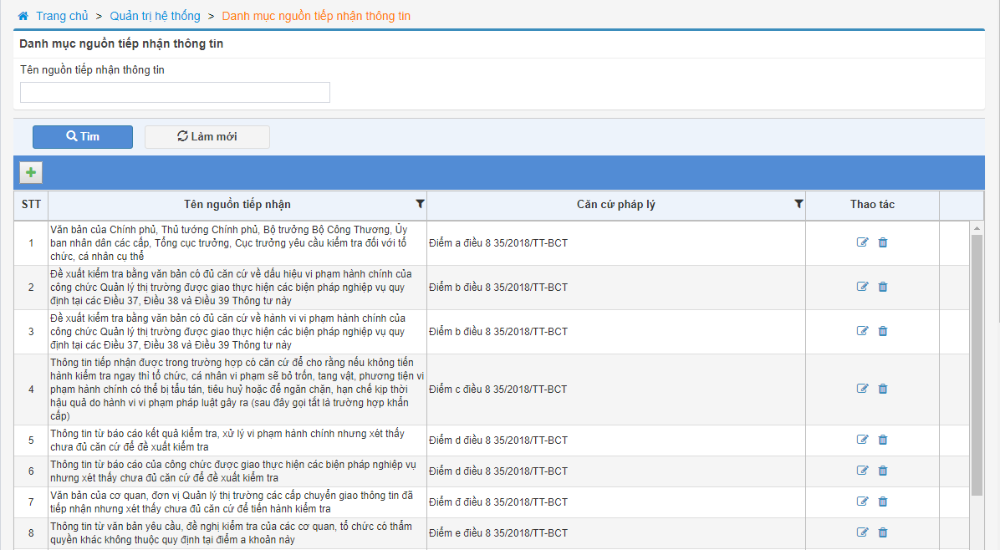 Trang chủ > Quản trị hệ thống > Danh mục nguồn tiếp nhận thông tin
Danh mục nguồn tiếp nhận thông tin
Tên nguồn tiếp nhận thông tin
Tìm Làm mới
STT Tên nguồn tiếp nhận Căn cứ pháp lý Thao tác
Văn bản của Chính phủ, Thủ tướng Chính phủ, Bộ trưởng Bộ Công Thương, Ủy
1 ban nhân dân các cấp, Tổng cục trưởng, Cục trưởng yêu cầu kiểm tra đối với tổ Điểm a điều 8 35/2018/TT-BCT
chức, cá nhân cụ thể
Đề xuất kiểm tra bằng văn bản có đủ căn cứ về dấu hiệu vi phạm hành chính của
2 công chức Quản lý thị trường được giao thực hiện các biện pháp nghiệp vụ quy Điểm b điều 8 35/2018/TT-BCT
định tại các Điều 37, Điều 38 và Điều 39 Thông tư này
Đề xuất kiểm tra bằng văn bản có đủ căn cứ về hành vi vi phạm hành chính của
3 công chức Quản lý thị trường được giao thực hiện các biện pháp nghiệp vụ quy Điểm b điều 8 35/2018/TT-BCT
định tại các Điều 37, Điều 38 và Điều 39 Thông tư này
Thông tin tiếp nhận được trong trường hợp có căn cứ để cho rằng nếu không tiến
hành kiểm tra ngay thì tổ chức, cá nhân vi phạm sẽ bỏ trốn, tang vật, phương tiện vi
4 phạm hành chính có thể bị tẩu tán, tiêu huỷ hoặc để ngăn chặn, hạn chế kịp thời Điểm c điều 8 35/2018/TT-BCT
hậu quả do hành vi vi phạm pháp luật gây ra (sau đây gọi tắt là trường hợp khẩn
cấp)
Thông tin từ báo cáo kết quả kiểm tra, xử lý vi phạm hành chính nhưng xét thấy
5 chưa đủ căn cứ để đề xuất kiểm tra Điểm d điều 8 35/2018/TT-BCT
Thông tin từ báo cáo của công chức được giao thực hiện các biện pháp nghiệp vụ
6 nhưng xét thấy chưa đủ căn cứ để đề xuất kiểm tra Điểm d điều 8 35/2018/TT-BCT
Văn bản của cơ quan, đơn vị Quản lý thị trường các cấp chuyển giao thông tin đã
7 tiếp nhận nhưng xét thấy chưa đủ căn cứ để tiến hành kiểm tra Điểm đ điều 8 35/2018/TT-BCT
Thông tin từ văn bản yêu cầu, đề nghị kiểm tra của các cơ quan, tổ chức có thẩm
8 quyền khác không thuộc quy định tại điểm a khoản này Điểm e điều 8 35/2018/TT-BCT